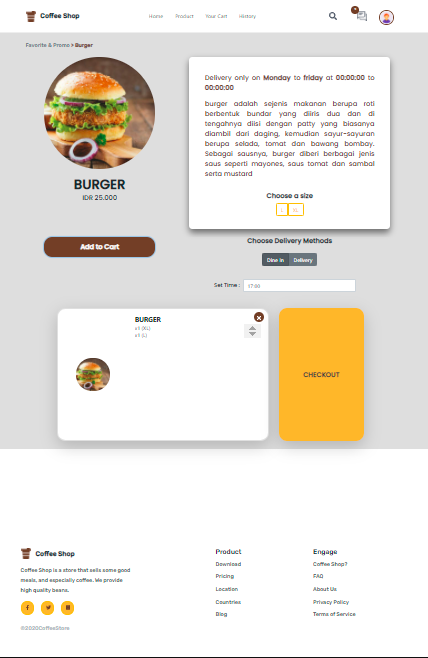 Coffee Shop
Home Product Your Cart History
Favorite & Promo > Burger
BURGER
IDR 25.000
Add to Cart
Delivery only on Monday to friday at 00:00:00 to
00:00:00
burger adalah sejenis makanan berupa roti
berbentuk bundar yang diiris dua dan di
tengahnya diisi dengan patty yang biasanya
diambil dari daging, kemudian sayur-sayuran
berupa selada, tomat dan bawang bombay.
Sebagai sausnya, burger diberi berbagai jenis
saus seperti mayones, saus tomat dan sambal
serta mustard
Choose a size
L XL
Choose Delivery Methods
Dine In Delivery
Set Time : 17:00
BURGER
(XL)
(L)
CHECKOUT
Coffee Shop
Coffee Shop is a store that sells some good
meals, and especially coffee. We provide
high quality beans.
©2020CoffeeStore
Product
Download
Pricing
Location
Countries
Blog
Engage
Coffee Shop?
FAQ
About Us
Privacy Policy
Terms of Service